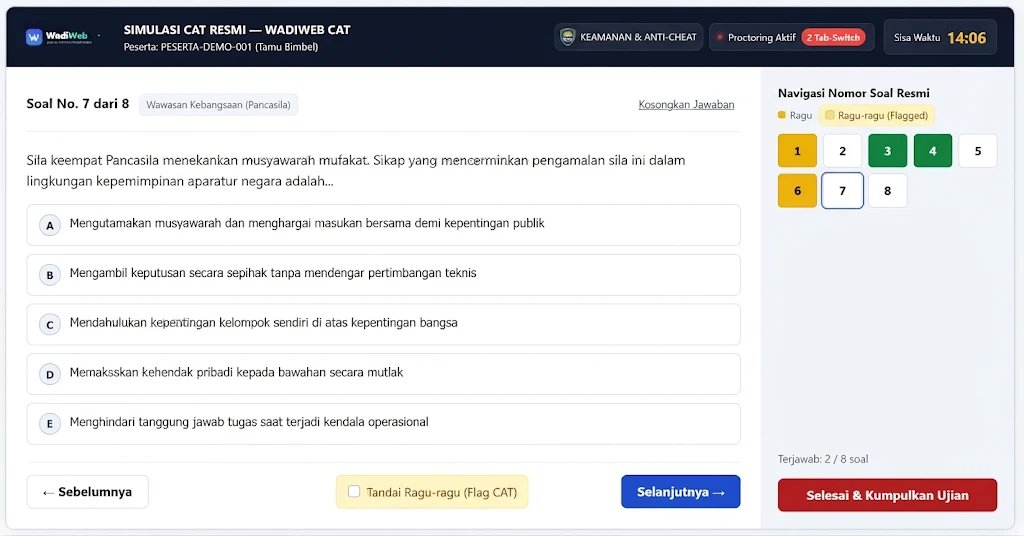 WadiWeb
SIMULASI CAT RESMI — WADIWEB CAT
Peserta: PESERTA-DEMO-001 (Tamu Bimbel)
KEAMANAN & ANTI-CHEAT
Proctoring Aktif
2 Tab-Switch
Sisa Waktu 14:06
Soal No. 7 dari 8
Wawasan Kebangsaan (Pancasila)
Kosongkan Jawaban
Sila keempat Pancasila menekankan musyawarah mufakat. Sikap yang mencerminkan pengamalan sila ini dalam
lingkungan kepemimpinan aparatur negara adalah...
A Mengutamakan musyawarah dan menghargai masukan bersama demi kepentingan publik
B Mengambil keputusan secara sepihak tanpa mendengar pertimbangan teknis
C Mendahulukan kepentingan kelompok sendiri di atas kepentingan bangsa
D Memaksskan kehendak pribadi kepada bawahan secara mutlak
E Menghindari tanggung jawab tugas saat terjadi kendala operasional
← Sebelumnya
Tandai Ragu-ragu (Flag CAT)
Selanjutnya →
Navigasi Nomor Soal Resmi
Ragu
Ragu-ragu (Flagged)
1 2 3 4 5
6 7 8
Terjawab: 2 / 8 soal
Selesai & Kumpulkan Ujian